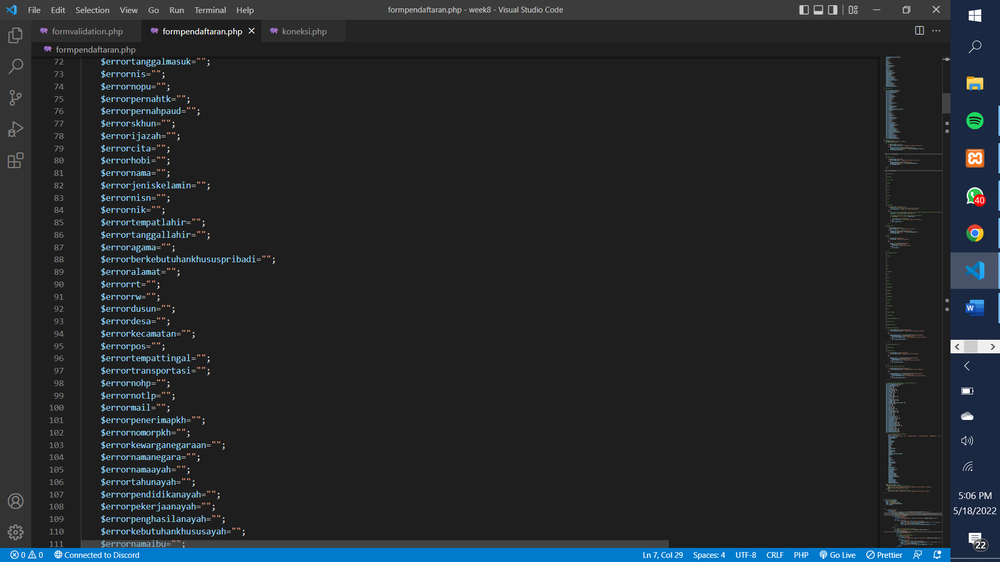 File Edit Selection View Go Run Terminal Help
formpendaftaran.php - week8 - Visual Studio Code
formvalidation.php formpendaftaran.php koneksi.php
formpendaftaran.php
72 $errortanggalmasuk="";
73 $errornis="";
74 $errornopu="";
75 $errorpernahtk="";
76 $errorpernahpaud="";
77 $errorskhun="";
78 $errorijazah="";
79 $errorcita="";
80 $errorhobi="";
81 $errornama="";
82 $errorjeniskelamin="";
83 $errornisn="";
84 $errornik="";
85 $errortempatlahir="";
86 $errortanggallahir="";
87 $erroragama="";
88 $errorberkebutuhankhususpribadi="";
89 $erroralamat="";
90 $errorrt="";
91 $errorrw="";
92 $errordusun="";
93 $errordesa="";
94 $errorkecamatan="";
95 $errorpos="";
96 $errortempattingal="";
97 $errortransportasi="";
98 $errornohp="";
99 $errornotlp="";
100 $errormail="";
101 $errorpenerimapkh="";
102 $errornomorpkh="";
103 $errorkewarganegaraan="";
104 $errornamanegara="";
105 $errornamaayah="";
106 $errortahunayah="";
107 $errorpendidikanayah="";
108 $errorpekerjaanayah="";
109 $errorpenghasilanayah="";
110 $errorkebutuhankhususayah="";
111 $errornamaibu="";
0 0 Connected to Discord
Ln 7, Col 29 Spaces: 4 UTF-8 CRLF PHP Go Live Prettier
40
W
5:06 PM
5/18/2022
22